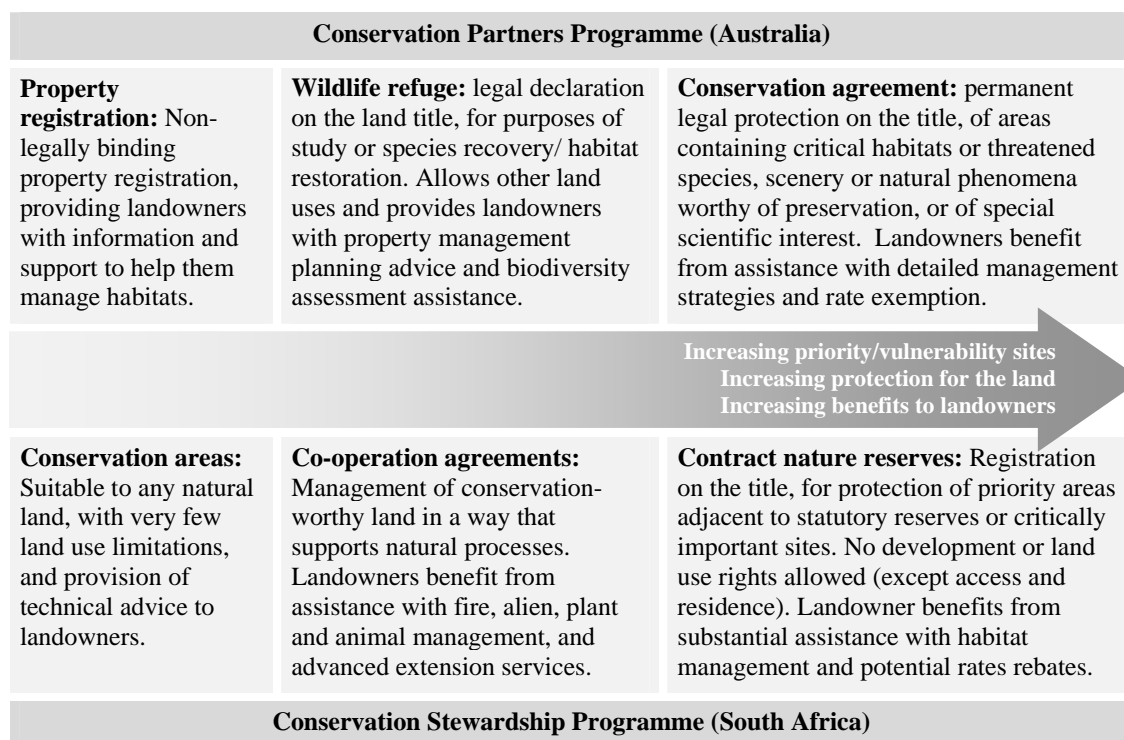 Conservation Partners Programme (Australia)
Property
registration: Non-
legally binding
property registration,
providing landowners
with information and
support to help them
manage habitats.
Wildlife refuge: legal declaration
on the land title, for purposes of
study or species recovery/ habitat
restoration. Allows other land
uses and provides landowners
with property management
planning advice and biodiversity
assessment assistance.
Conservation agreement: permanent
legal protection on the title, of areas
containing critical habitats or threatened
species, scenery or natural phenomena
worthy of preservation, or of special
scientific interest. Landowners benefit
from assistance with detailed management
strategies and rate exemption.
Increasing priority/vulnerability sites
Increasing protection for the land
Increasing benefits to landowners
Conservation areas:
Suitable to any natural
land, with very few
land use limitations,
and provision of
technical advice to
landowners.
Co-operation agreements:
Management of conservation-
worthy land in a way that
supports natural processes.
Landowners benefit from
assistance with fire, alien, plant
and animal management, and
advanced extension services.
Contract nature reserves: Registration
on the title, for protection of priority areas
adjacent to statutory reserves or critically
important sites. No development or land
use rights allowed (except access and
residence). Landowner benefits from
substantial assistance with habitat
management and potential rates rebates.
Conservation Stewardship Programme (South Africa)